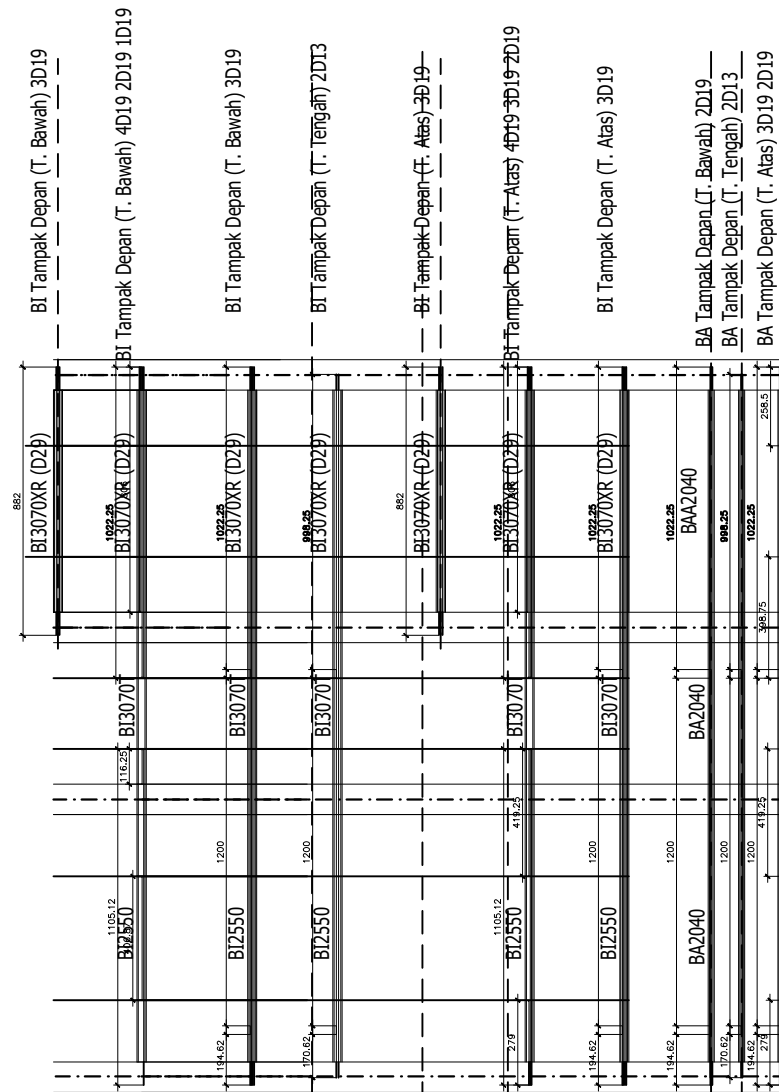 BI Tampak Depan (T. Bawah) 3D19
BI Tampak Depan (T. Bawah) 4D19 2D19 1D19
BI Tampak Depan (T. Bawah) 3D19
BI Tampak Depan (T. Tengah) 2D13
BI Tampak Depan (T. Atas) 3D19
BI Tampak Depan (T. Atas) 4D19 3D19 2D19
BI Tampak Depan (T. Atas) 3D19
BA Tampak Depan (T. Bawah) 2D19
BA Tampak Depan (T. Tengah) 2D13
BA Tampak Depan (T. Atas) 3D19 2D19
882
BI3070XR (D29)
1022.25
BI3070XR (D29)
1022.25
BI3070XR (D29)
998.25
BI3070XR (D29)
882
BI3070XR (D29)
1022.25
BI3070XR (D29)
1022.25
BI3070XR (D29)
1022.25
BAA2040
998.25
1022.25
258.5
398.75
BI3070T
BI3070T
BI3070T
BI3070T
BI3070T
BA2040
116.25
419.25
419.25
1200
1200
1200
1200
1200
1200
1105.12
BI2550
BI2550
BI2550
1105.12
BI2550
BI2550
BA2040
194.62
170.62
279
194.62
194.62
170.62
194.62
279